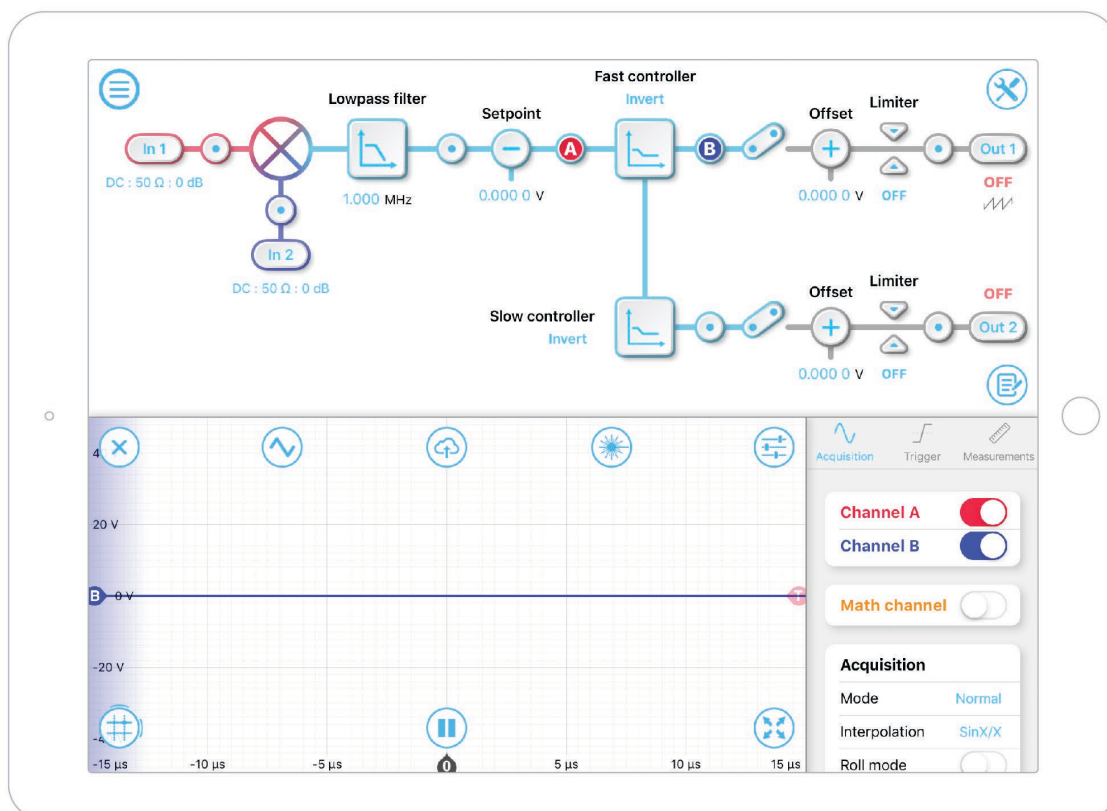 Fast controller
Invert
Lowpass filter
Setpoint
Offset
Limiter
In 1
A
B
Out 1
DC : 50 Ω : 0 dB
1.000 MHz
0.000 0 V
0.000 0 V
OFF
OFF
In 2
DC : 50 Ω : 0 dB
Slow controller
Invert
Offset
Limiter
OFF
Out 2
0.000 0 V
OFF
Acquisition
Trigger
Measurements
Channel A
Channel B
Math channel
Acquisition
Mode
Normal
Interpolation
SinX/X
Roll mode
20 V
B
0 V
T
-20 V
-15 µs
-10 µs
-5 µs
0
5 µs
10 µs
15 µs